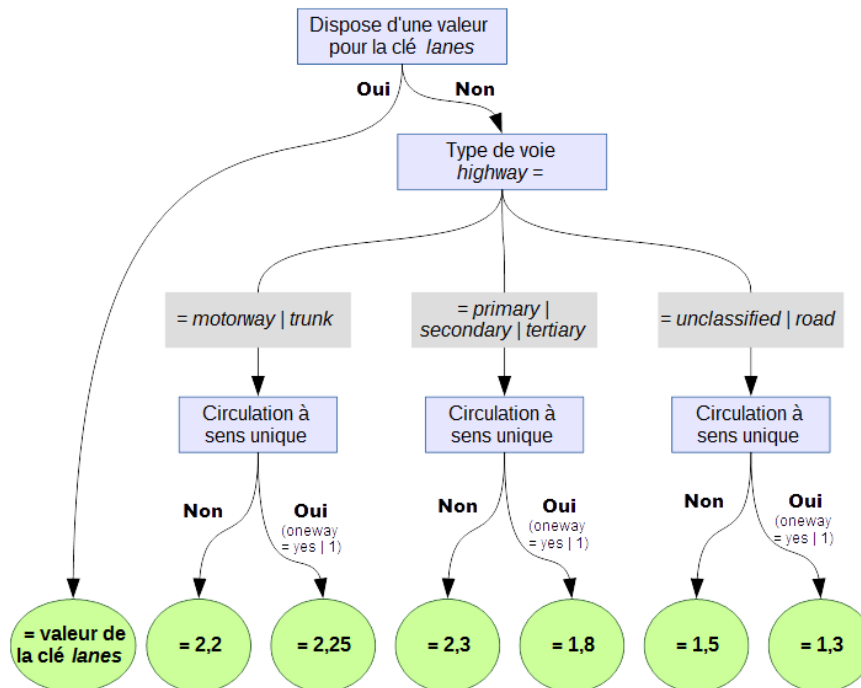 Dispose d'une valeur
pour la clé lanes
Oui
Non
Type de voie
highway =
= motorway | trunk
= primary |
secondary | tertiary
= unclassified | road
Circulation à
sens unique
Circulation à
sens unique
Circulation à
sens unique
Non
Oui
(oneway
= yes | 1)
Non
Oui
(oneway
= yes | 1)
Non
Oui
(oneway
= yes | 1)
= valeur de
la clé lanes
= 2,2
= 2,25
= 2,3
= 1,8
= 1,5
= 1,3